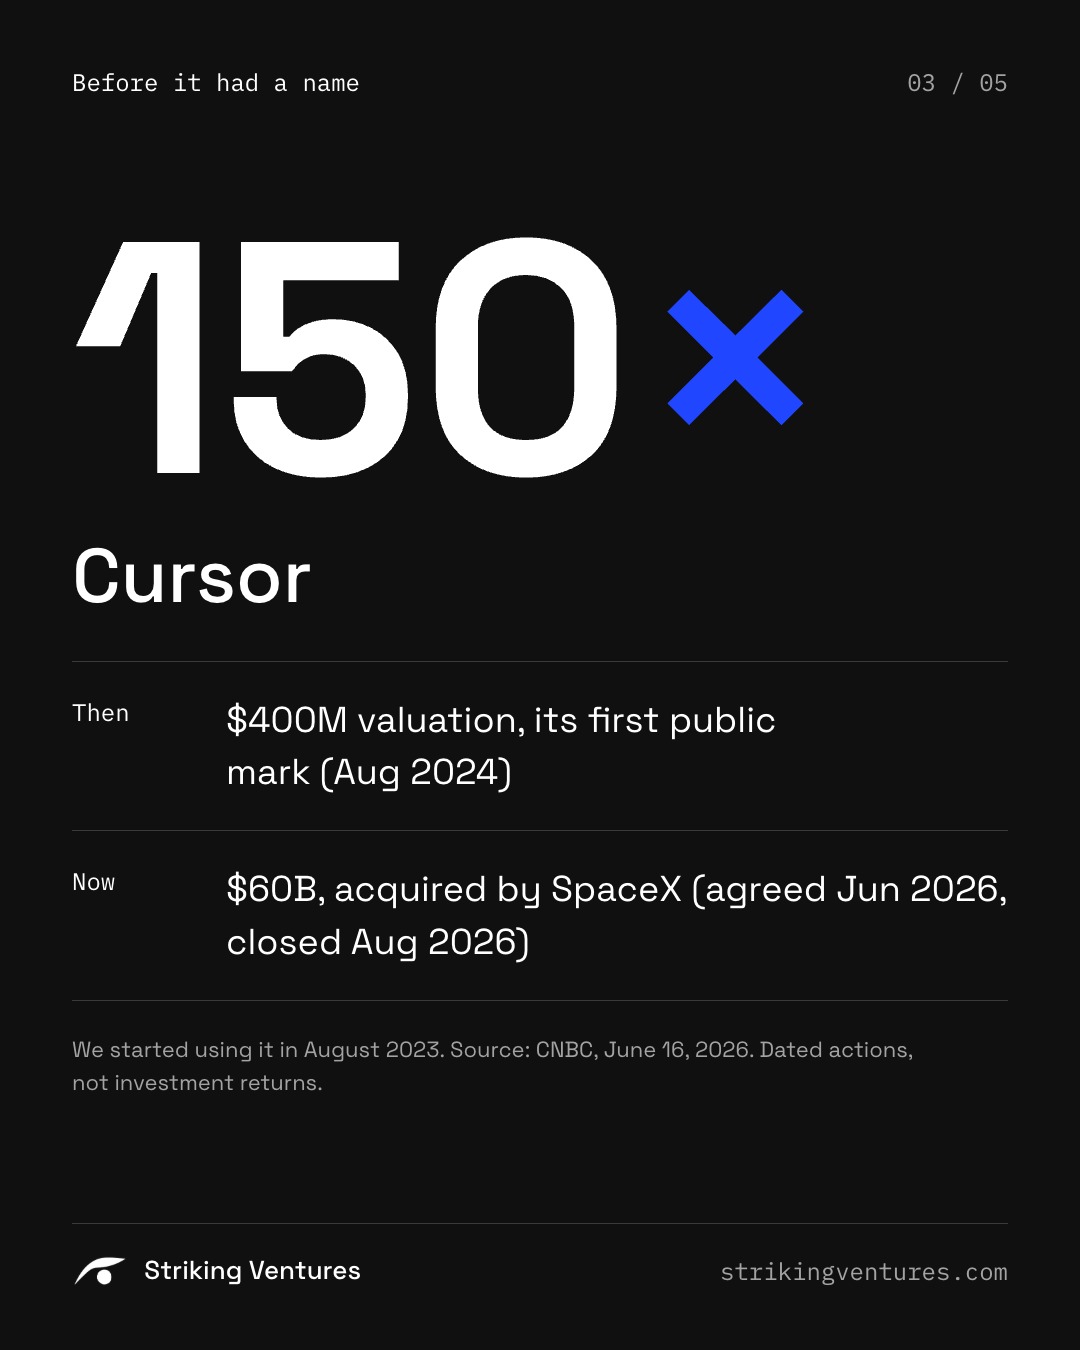 Before it had a name
03 / 05
150×
Cursor
Then
$400M valuation, its first public
mark (Aug 2024)
Now
$60B, acquired by SpaceX (agreed Jun 2026,
closed Aug 2026)
We started using it in August 2023. Source: CNBC, June 16, 2026. Dated actions,
not investment returns.
Striking Ventures
strikingventures.com